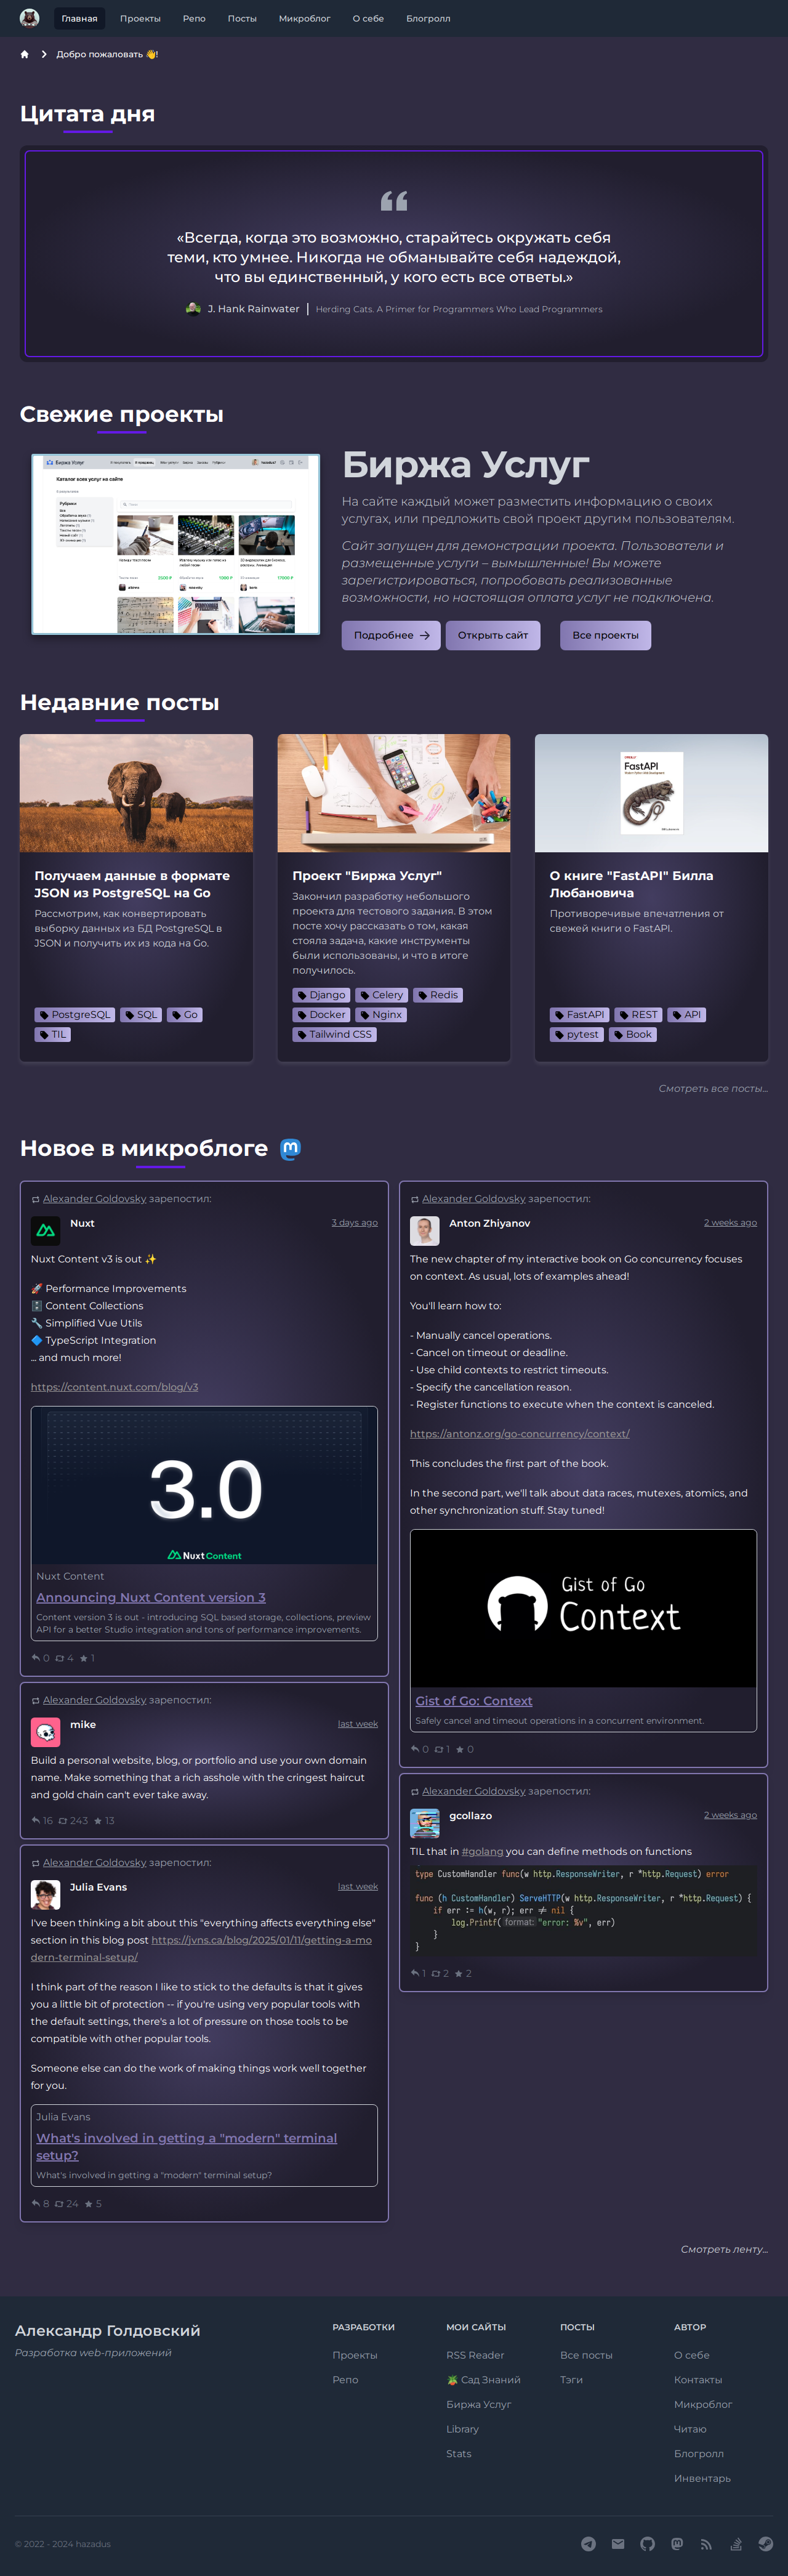 Главная Проекты Репо Посты Микроблог О себе Блогролл
Добро пожаловать 👋!
Цитата дня
«Всегда, когда это возможно, старайтесь окружать себя
теми, кто умнее. Никогда не обманывайте себя надеждой,
что вы единственный, у кого есть все ответы.»
J. Hank Rainwater Herding Cats. A Primer for Programmers Who Lead Programmers
Свежие проекты
Биржа Услуг
Каталог всех услуг на сайте
Рубрики
Биржа Услуг
На сайте каждый может разместить информацию о своих
услугах, или предложить свой проект другим пользователям.
Сайт запущен для демонстрации проекта. Пользователи и
размещенные услуги – вымышленные! Вы можете
зарегистрироваться, попробовать реализованные
возможности, но настоящая оплата услуг не подключена.
Подробнее → Открыть сайт Все проекты
Недавние посты
Получаем данные в формате
JSON из PostgreSQL на Go
Рассмотрим, как конвертировать
выборку данных из БД PostgreSQL в
JSON и получить их из кода на Go.
PostgreSQL SQL Go
TIL
Проект "Биржа Услуг"
Закончил разработку небольшого
проекта для тестового задания. В этом
посте хочу рассказать о том, какая
стояла задача, какие инструменты
были использованы, и что в итоге
получилось.
Django Celery Redis
Docker Nginx
Tailwind CSS
FastAPI
О книге "FastAPI" Билла
Любановича
Противоречивые впечатления от
свежей книги о FastAPI.
FastAPI REST API
pytest Book
Смотреть все посты...
Новое в микроблоге
Alexander Goldovsky зарепостил:
Nuxt 3 days ago
Nuxt Content v3 is out ✨
🚀 Performance Improvements
🗄️ Content Collections
🔧 Simplified Vue Utils
🔷 TypeScript Integration
... and much more!
https://content.nuxt.com/blog/v3
3.0
Nuxt Content
Nuxt Content
Announcing Nuxt Content version 3
Content version 3 is out - introducing SQL based storage, collections, preview
API for a better Studio integration and tons of performance improvements.
0 4 1
Alexander Goldovsky зарепостил:
mike last week
Build a personal website, blog, or portfolio and use your own domain
name. Make something that a rich asshole with the cringest haircut
and gold chain can't ever take away.
16 243 13
Alexander Goldovsky зарепостил:
Julia Evans last week
I've been thinking a bit about this "everything affects everything else"
section in this blog post https://jvns.ca/blog/2025/01/11/getting-a-mo
dern-terminal-setup/
I think part of the reason I like to stick to the defaults is that it gives
you a little bit of protection -- if you're using very popular tools with
the default settings, there's a lot of pressure on those tools to be
compatible with other popular tools.
Someone else can do the work of making things work well together
for you.
Julia Evans
What's involved in getting a "modern" terminal
setup?
What's involved in getting a "modern" terminal setup?
8 24 5
Alexander Goldovsky зарепостил:
Anton Zhiyanov 2 weeks ago
The new chapter of my interactive book on Go concurrency focuses
on context. As usual, lots of examples ahead!
You'll learn how to:
- Manually cancel operations.
- Cancel on timeout or deadline.
- Use child contexts to restrict timeouts.
- Specify the cancellation reason.
- Register functions to execute when the context is canceled.
https://antonz.org/go-concurrency/context/
This concludes the first part of the book.
In the second part, we'll talk about data races, mutexes, atomics, and
other synchronization stuff. Stay tuned!
Gist of Go
Context
Gist of Go: Context
Safely cancel and timeout operations in a concurrent environment.
0 1 0
Alexander Goldovsky зарепостил:
gcollazo 2 weeks ago
TIL that in #golang you can define methods on functions
type CustomHandler func(w http.ResponseWriter, r *http.Request) error
func (h CustomHandler) ServeHTTP(w http.ResponseWriter, r *http.Request) {
if err := h(w, r); err ≠ nil {
log.Printf( format: "error: %v", err)
}
}
1 2 2
Смотреть ленту...
Александр Голдовский
Разработка web-приложений
РАЗРАБОТКИ
Проекты
Репо
МОИ САЙТЫ
RSS Reader
🪴 Сад Знаний
Биржа Услуг
Library
Stats
ПОСТЫ
Все посты
Тэги
АВТОР
О себе
Контакты
Микроблог
Читаю
Блогролл
Инвентарь
© 2022 - 2024 hazadus